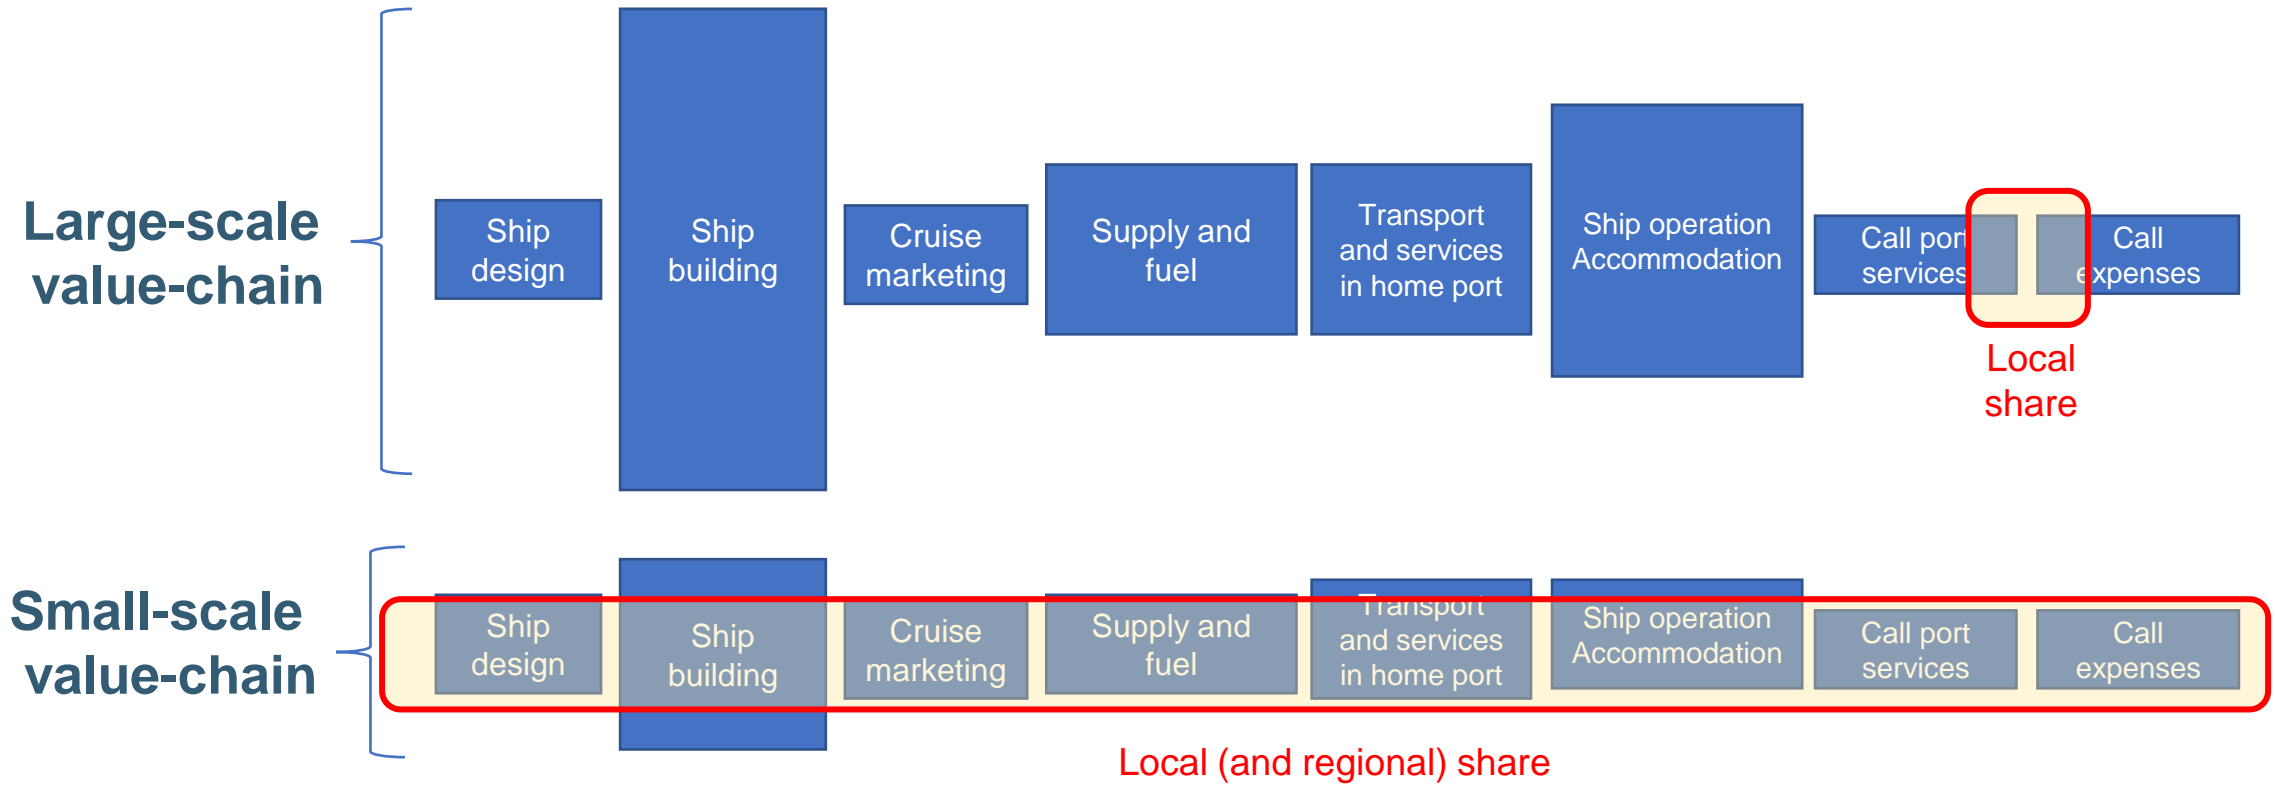 Large-scale
value-chain
Ship
design
Ship
building
Cruise
marketing
Supply and
fuel
Transport
and services
in home port
Ship operation
Accommodation
Call port
services
Call
expenses
Local
share
Small-scale
value-chain
Ship
design
Ship
building
Cruise
marketing
Supply and
fuel
Transport
and services
in home port
Ship operation
Accommodation
Call port
services
Call
expenses
Local (and regional) share